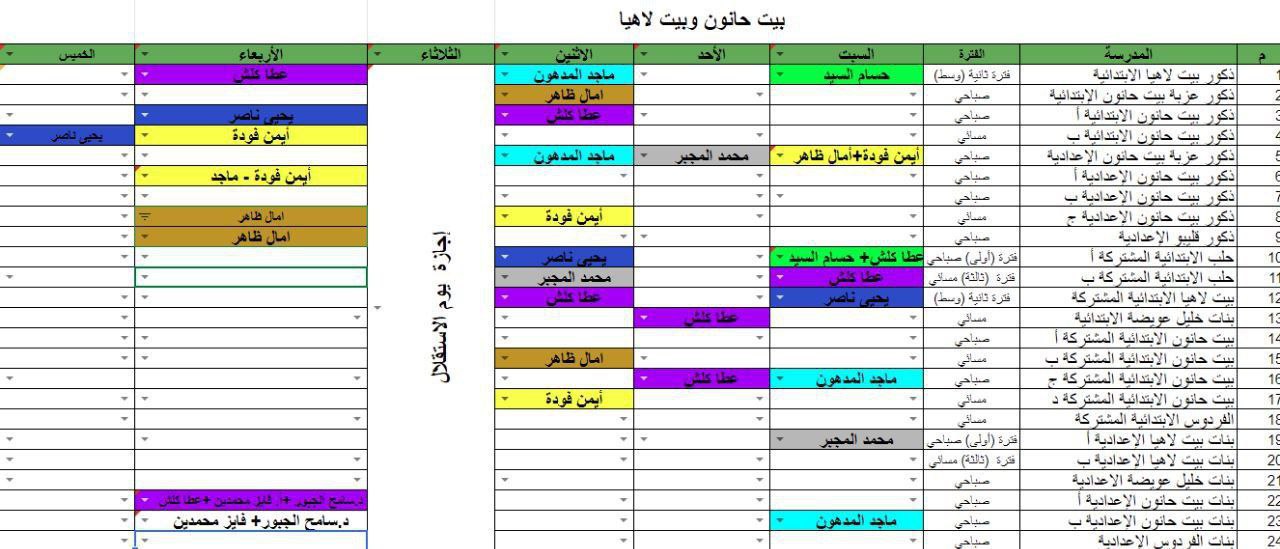 بيت حانون وبيت لاهيا
م المدرسة الفترة السبت الأحد الاثنين الثلاثاء الأربعاء الخميس
1 ذكور بيت لاهيا الابتدائية فترة ثانية (وسط) حسام السيد ماجد المدهون عطا كلش
2 ذكور عزبة بيت حانون الإبتدائية صباحي امال ظاهر
3 ذكور بيت حانون الإبتدائية أ صباحي عطا كلش يحيى ناصر
4 ذكور بيت حانون الإبتدائية ب مسائي أيمن فودة يحيى ناصر
5 ذكور عزبة بيت حانون الإعدادية صباحي أيمن فودة+أمال ظاهر محمد المجبر ماجد المدهون
6 ذكور بيت حانون الإعدادية أ صباحي أيمن فودة - ماجد
7 ذكور بيت حانون الإعدادية ب صباحي
8 ذكور بيت حانون الإعدادية ج مسائي أيمن فودة امال ظاهر
9 ذكور قليبو الإعدادية صباحي امال ظاهر
10 حلب الإبتدائية المشتركة أ فترة (أولى) صباحي عطا كلش+ حسام السيد يحيى ناصر
11 حلب الإبتدائية المشتركة ب فترة (ثالثة) مسائي عطا كلش محمد المجبر
12 بيت لاهيا الابتدائية المشتركة فترة ثانية (وسط) يحيى ناصر عطا كلش
13 بنات خليل عويضة الابتدائية مسائي عطا كلش
14 بيت حانون الابتدائية المشتركة أ صباحي
15 بيت حانون الابتدائية المشتركة ب مسائي امال ظاهر
16 بيت حانون الابتدائية المشتركة ج صباحي ماجد المدهون عطا كلش
17 بيت حانون الابتدائية المشتركة د مسائي أيمن فودة
18 الفردوس الابتدائية المشتركة مسائي
19 بنات بيت لاهيا الإعدادية أ فترة (أولى) صباحي محمد المجبر
20 بنات بيت لاهيا الإعدادية ب فترة (ثالثة) مسائي
21 بنات خليل عويضة الاعدادية صباحي
22 بنات بيت حانون الإعدادية أ صباحي د.سامح الجبور +ا. فايز محمدين +عطا كلش
23 بنات بيت حانون الإعدادية ب صباحي ماجد المدهون د.سامح الجبور+ فايز محمدين
24 بنات الفردوس الإعدادية صباحي
إجازة يوم الاستقلال